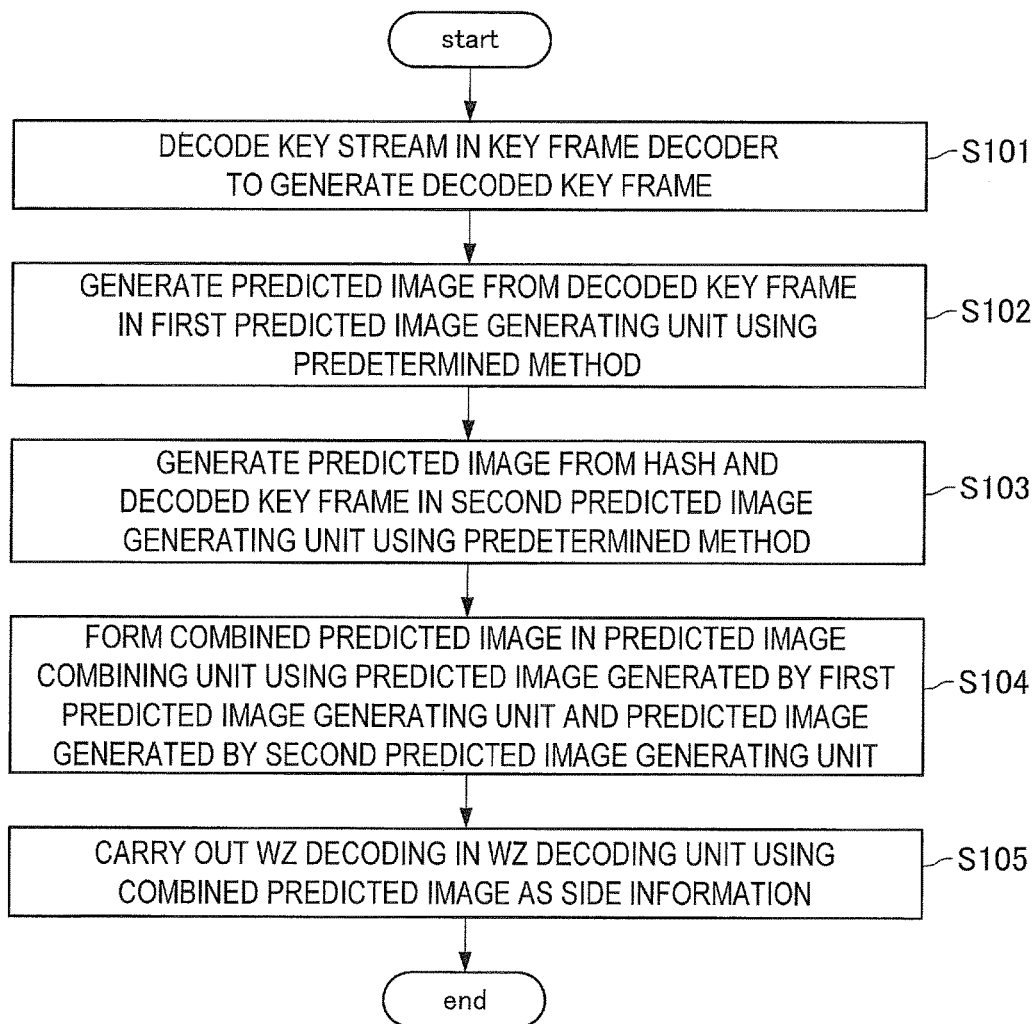 start
DECODE KEY STREAM IN KEY FRAME DECODER
TO GENERATE DECODED KEY FRAME
S101
GENERATE PREDICTED IMAGE FROM DECODED KEY FRAME
IN FIRST PREDICTED IMAGE GENERATING UNIT USING
PREDETERMINED METHOD
S102
GENERATE PREDICTED IMAGE FROM HASH AND
DECODED KEY FRAME IN SECOND PREDICTED IMAGE
GENERATING UNIT USING PREDETERMINED METHOD
S103
FORM COMBINED PREDICTED IMAGE IN PREDICTED IMAGE
COMBINING UNIT USING PREDICTED IMAGE GENERATED BY FIRST
PREDICTED IMAGE GENERATING UNIT AND PREDICTED IMAGE
GENERATED BY SECOND PREDICTED IMAGE GENERATING UNIT
S104
CARRY OUT WZ DECODING IN WZ DECODING UNIT USING
COMBINED PREDICTED IMAGE AS SIDE INFORMATION
S105
end